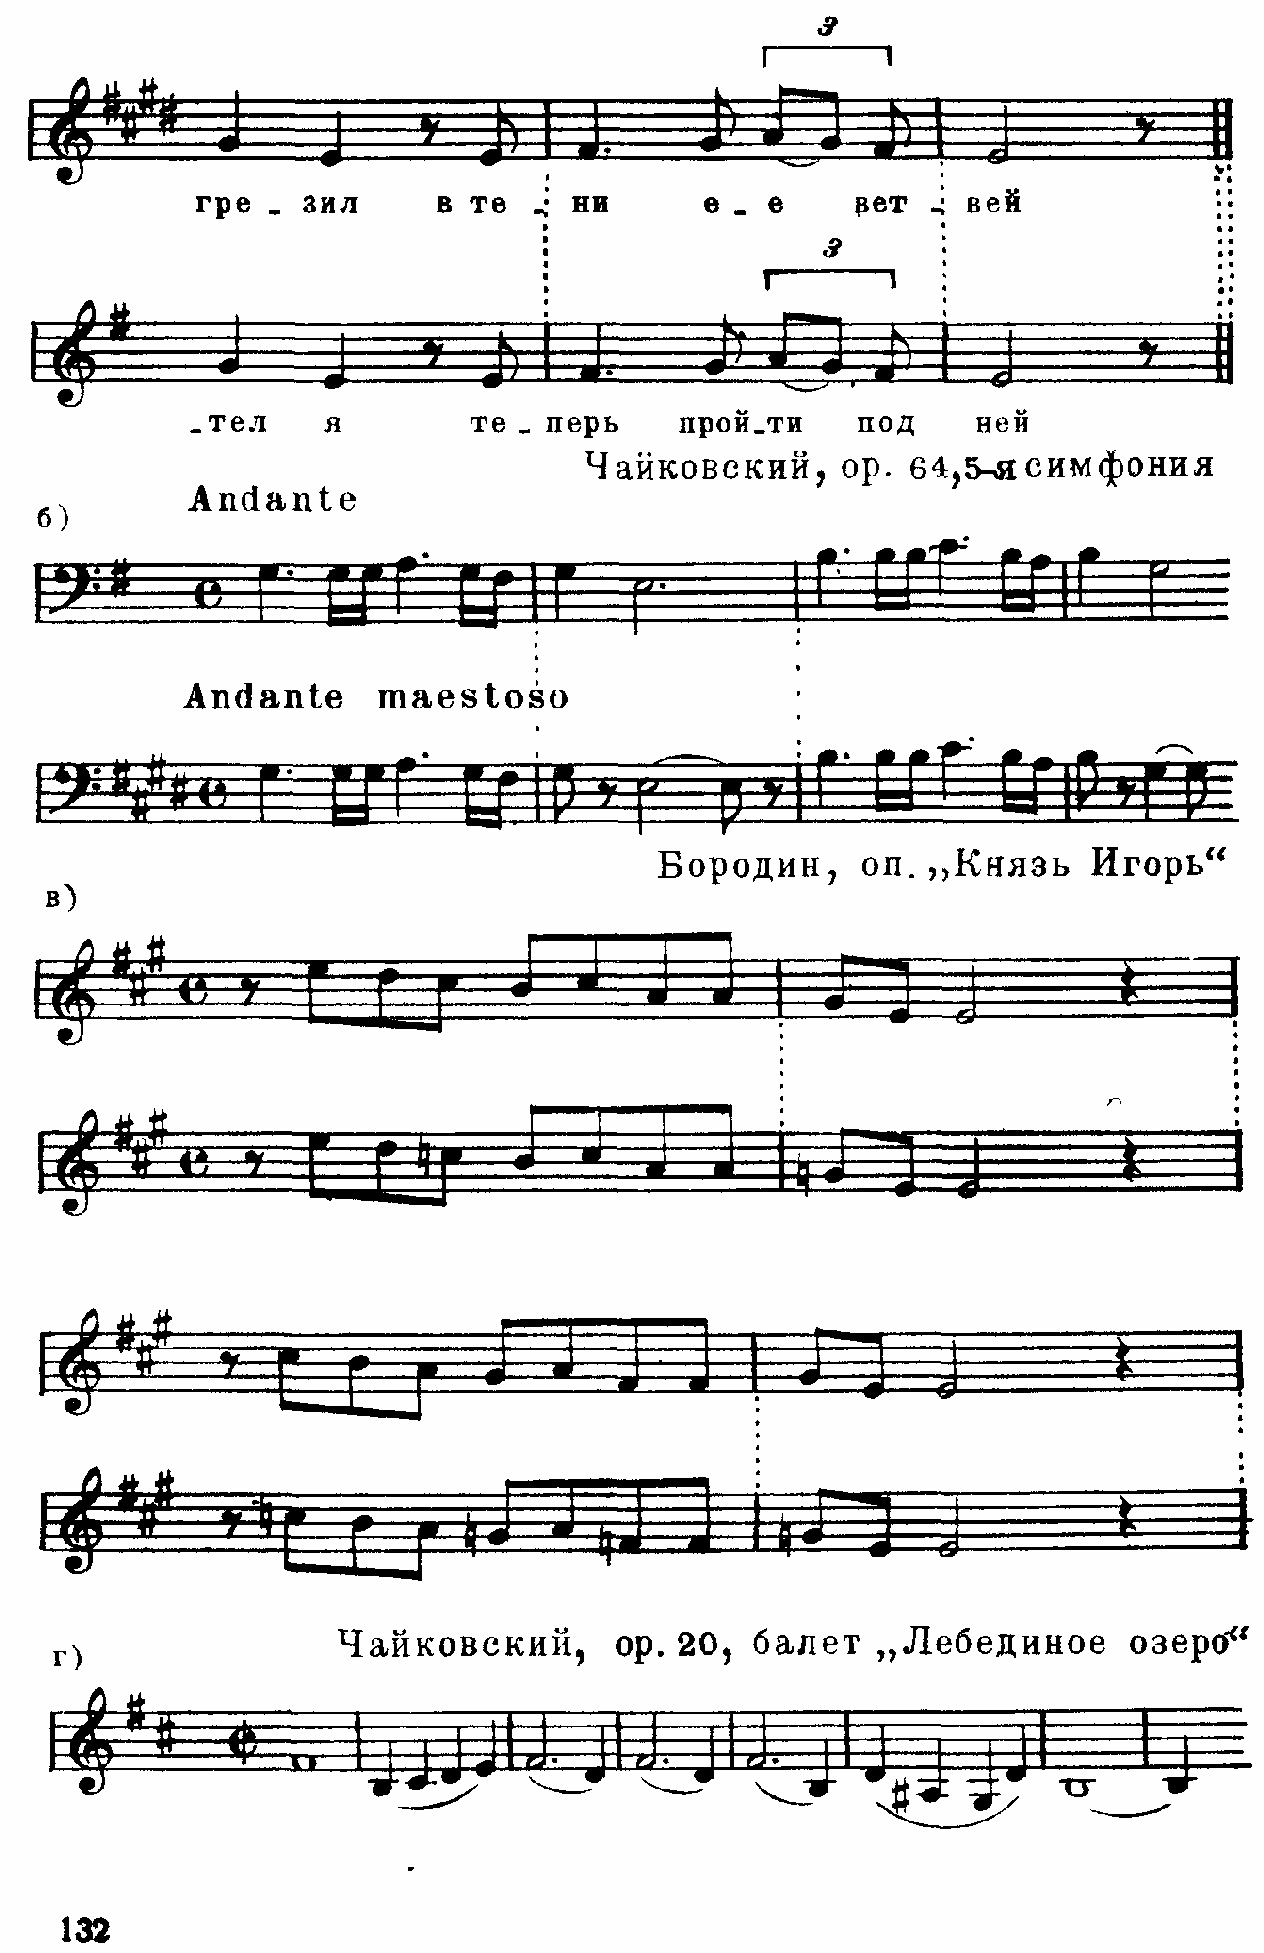 3
гре - зил в те - ни е - е вет - вей
3
-тел я те - перь прой-ти под ней
Чайковский, ор. 64, 5-я симфония
Andante
б)
Andante maestoso
Бородин, оп. „Князь Игорь“
в)
Чайковский, ор. 20, балет „Лебединое озеро“
г)
132